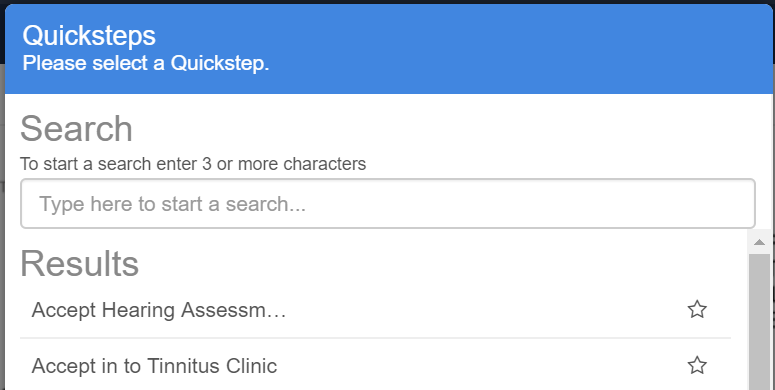 Quicksteps
Please select a Quickstep.
Search
To start a search enter 3 or more characters
Type here to start a search...
Results
Accept Hearing Assessm…
Accept in to Tinnitus Clinic